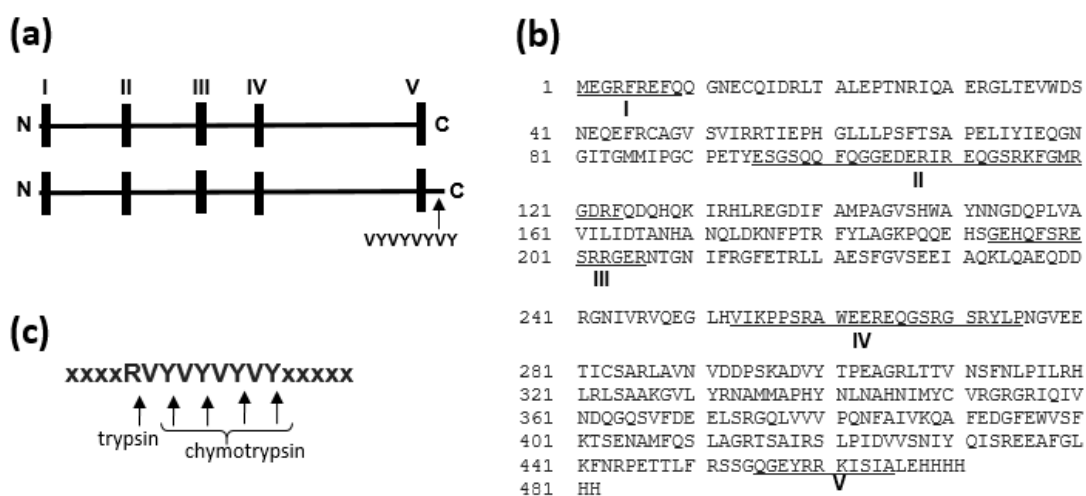 (a)
I II III IV V
N C
N C
VYVYVYVY
(b)
1 MEGRFREFQQ GNECQIDRLT ALEPTNRIQA ERGLTEVWDS
I
41 NEQEFRCAGV SVIRRTIEPH GLLLPSFTSA PELIYIEQGN
81 GITGMMIPGC PETYESGSQQ FQGGEDERIR EQGSRKFGMR
II
121 GDRFQDQHQK IRHLREGDIF AMPAGVSHWA YNNGDQPLVA
161 VILIDTANHA NQLDKNFPTR FYLAGKPQQE HSGEHQFSRE
201 SRRGERNTGN IFRGFETRLL AESFGVSEEI AQKLQAEQDD
III
241 RGNIVRVQEG LHVIKPPSRA WEEREQGSRG SRYLPNGVEE
IV
281 TICSARLAVN VDDPSKADVY TPEAGRLTTV NSFNLPILRH
321 LRLSAAKGVL YRNAMMAPHY NLNAHNIMYC VRGRGRIQIV
361 NDQGQSVFDE ELSRGQLVVV PQNFAIVKQA FEDGFEWVSF
401 KTSENAMFQS LAGRTSAIRS LPIDVVSNIY QISREEAFGL
441 KFNRPETTLF RSSGQGEYRR KISIALEHHHH
V
481 HH
(c)
xxxxRVYVYVYVYxxxxx
trypsin
chymotrypsin